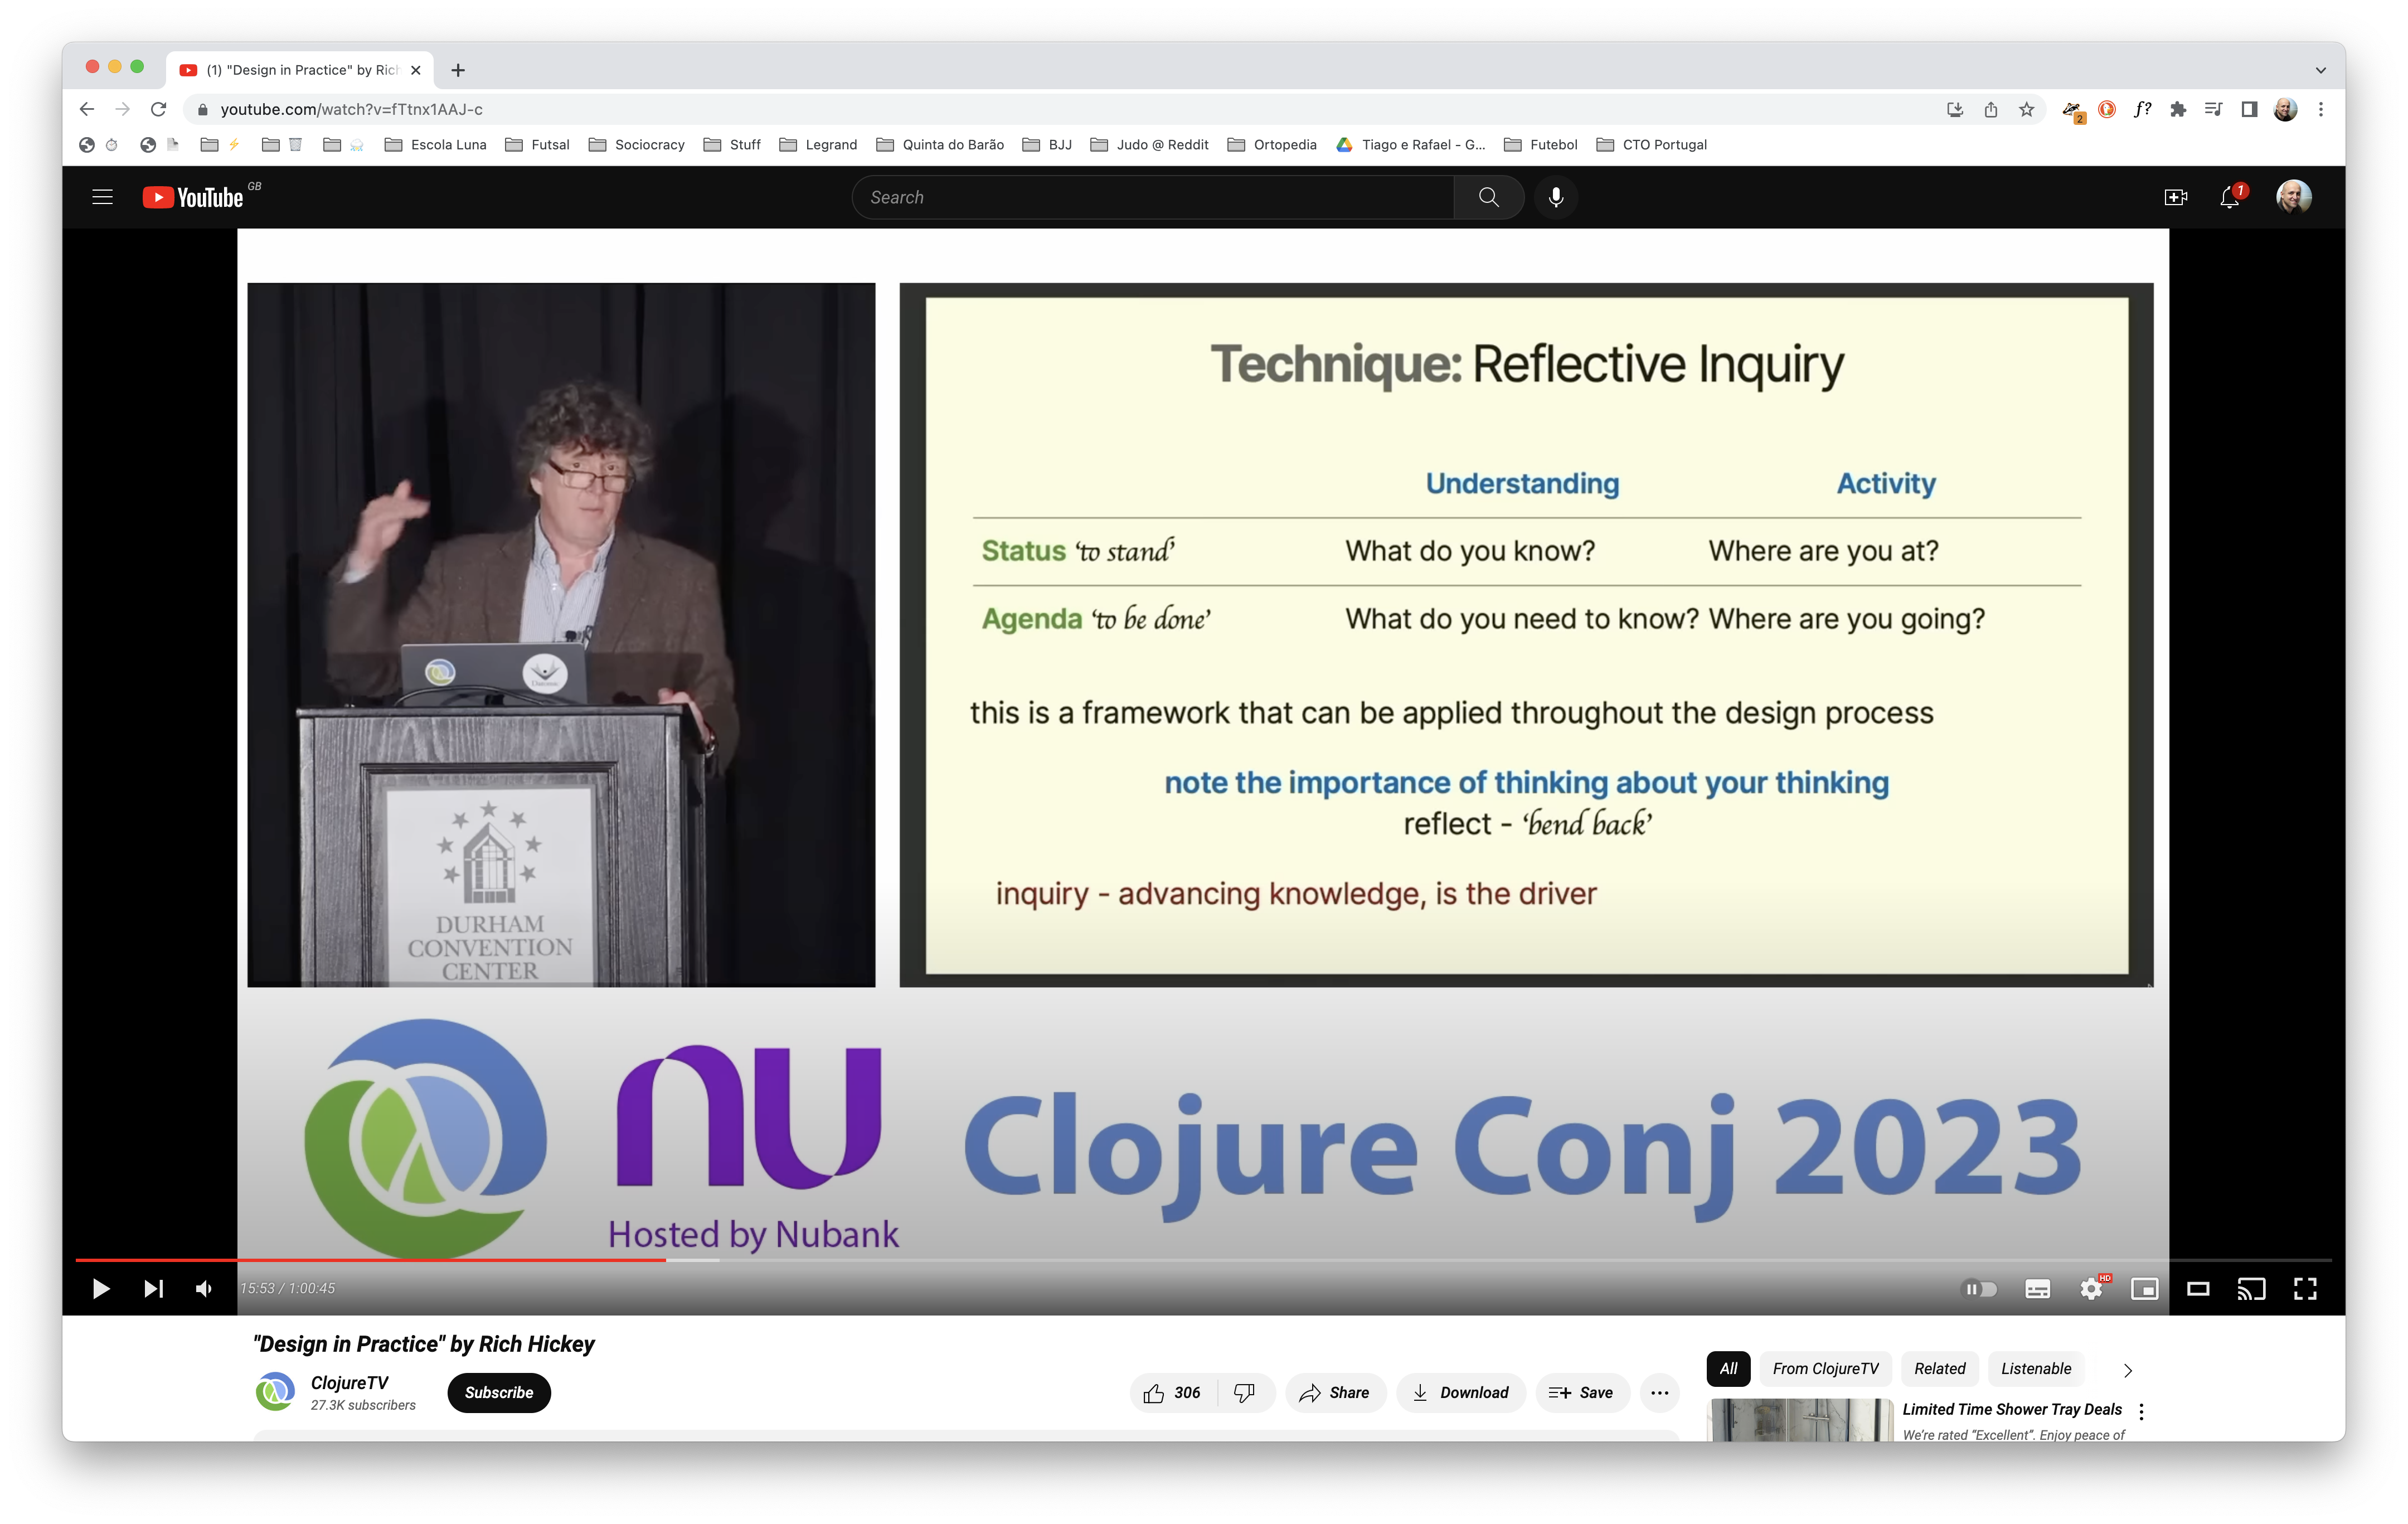 (1) "Design in Practice" by Rich
youtube.com/watch?v=fTtnx1AAJ-c
2
f?
Escola Luna Futsal Sociocracy Stuff Legrand Quinta do Barão BJJ Judo @ Reddit Ortopedia Tiago e Rafael - G... Futebol CTO Portugal
YouTube GB
Search
1
Technique: Reflective Inquiry
Understanding Activity
Status ‘to stand’ What do you know? Where are you at?
Agenda ‘to be done’ What do you need to know? Where are you going?
this is a framework that can be applied throughout the design process
note the importance of thinking about your thinking
reflect - ‘bend back’
inquiry - advancing knowledge, is the driver
DURHAM
CONVENTION
CENTER
nu
Hosted by Nubank
Clojure Conj 2023
15:53 / 1:00:45
HD
"Design in Practice" by Rich Hickey
ClojureTV
27.3K subscribers
Subscribe
306
Share
Download
Save
All From ClojureTV Related Listenable
Limited Time Shower Tray Deals
We're rated “Excellent”. Enjoy peace of